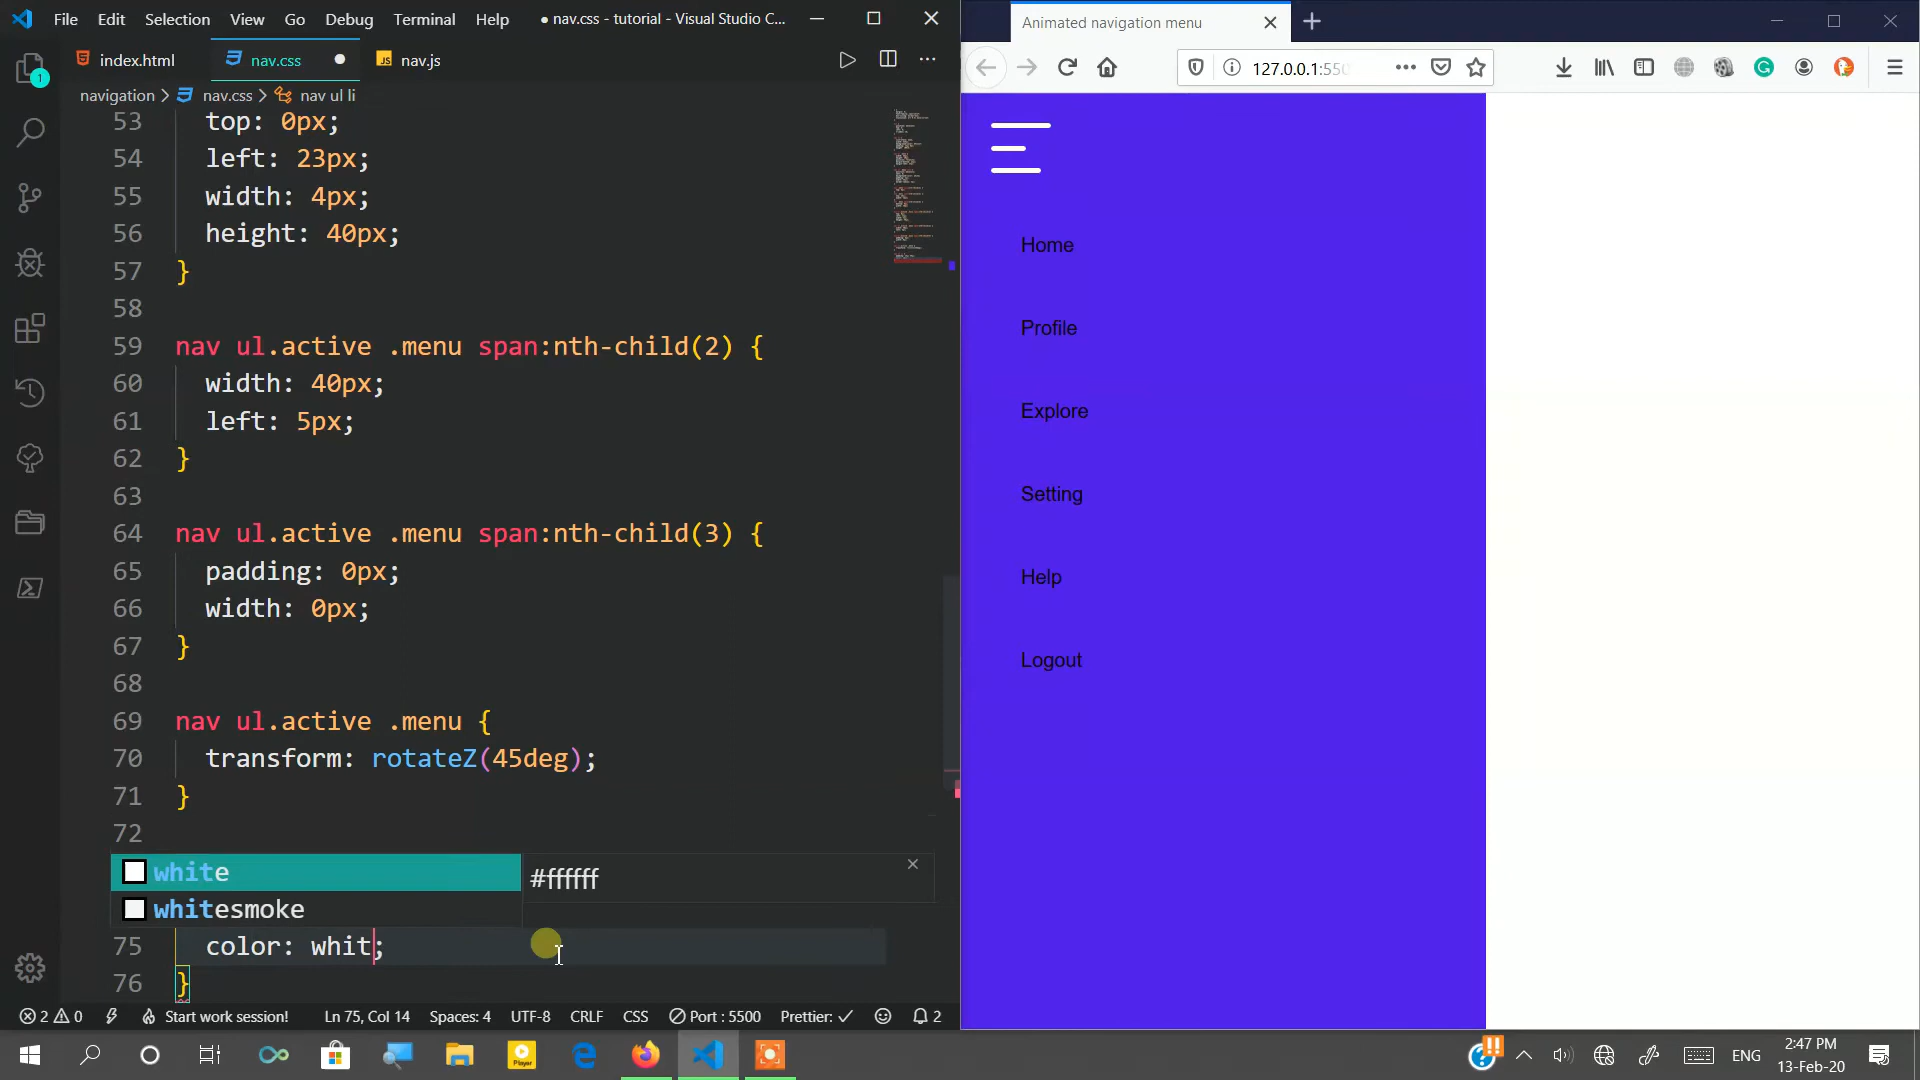 File Edit Selection View Go Debug Terminal Help ● nav.css - tutorial - Visual Studio C...
index.html nav.css ● nav.js
navigation > nav.css > nav ul li
53 top: 0px;
54 left: 23px;
55 width: 4px;
56 height: 40px;
57 }
58
59 nav ul.active .menu span:nth-child(2) {
60 width: 40px;
61 left: 5px;
62 }
63
64 nav ul.active .menu span:nth-child(3) {
65 padding: 0px;
66 width: 0px;
67 }
68
69 nav ul.active .menu {
70 transform: rotateZ(45deg);
71 }
72
white #ffffff
whitesmoke
75 color: whit;
76 }
2 0 Start work session! Ln 75, Col 14 Spaces: 4 UTF-8 CRLF CSS Port : 5500 Prettier: ✓ 2
Animated navigation menu
127.0.0.1:550
Home
Profile
Explore
Setting
Help
Logout
Player
ENG
2:47 PM
13-Feb-20